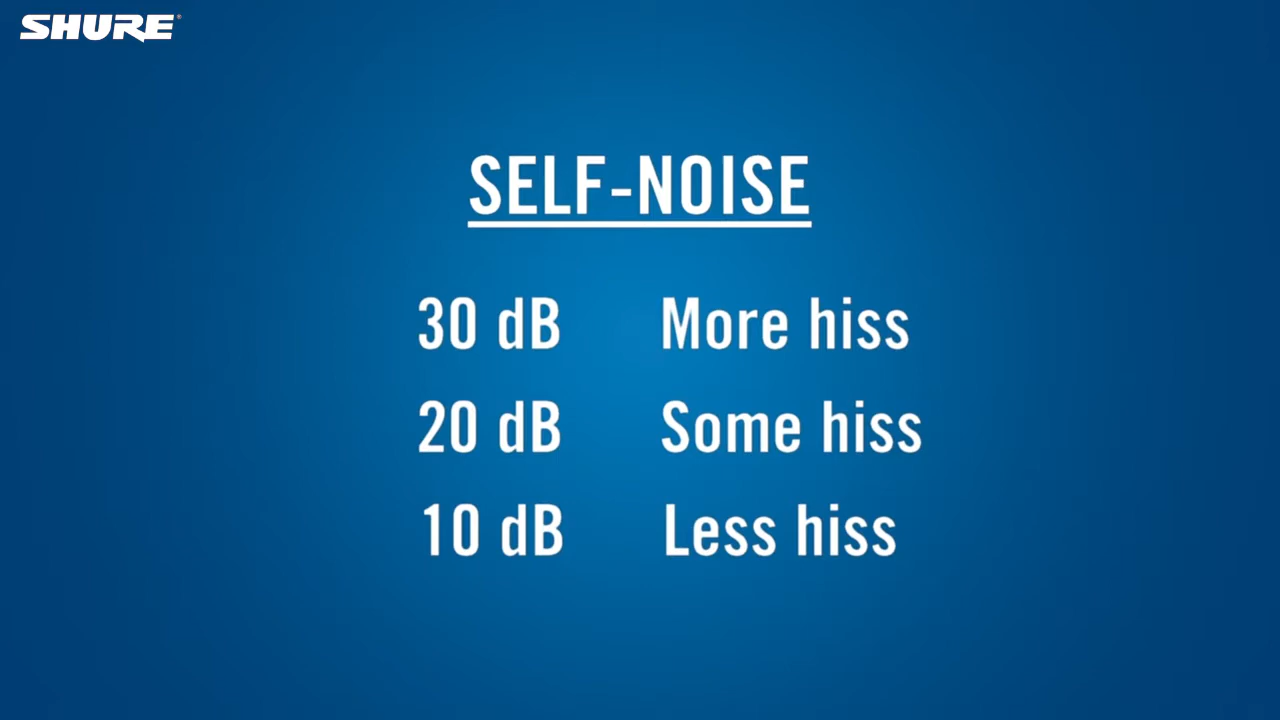 SHURE®
SELF-NOISE
30 dB More hiss
20 dB Some hiss
10 dB Less hiss